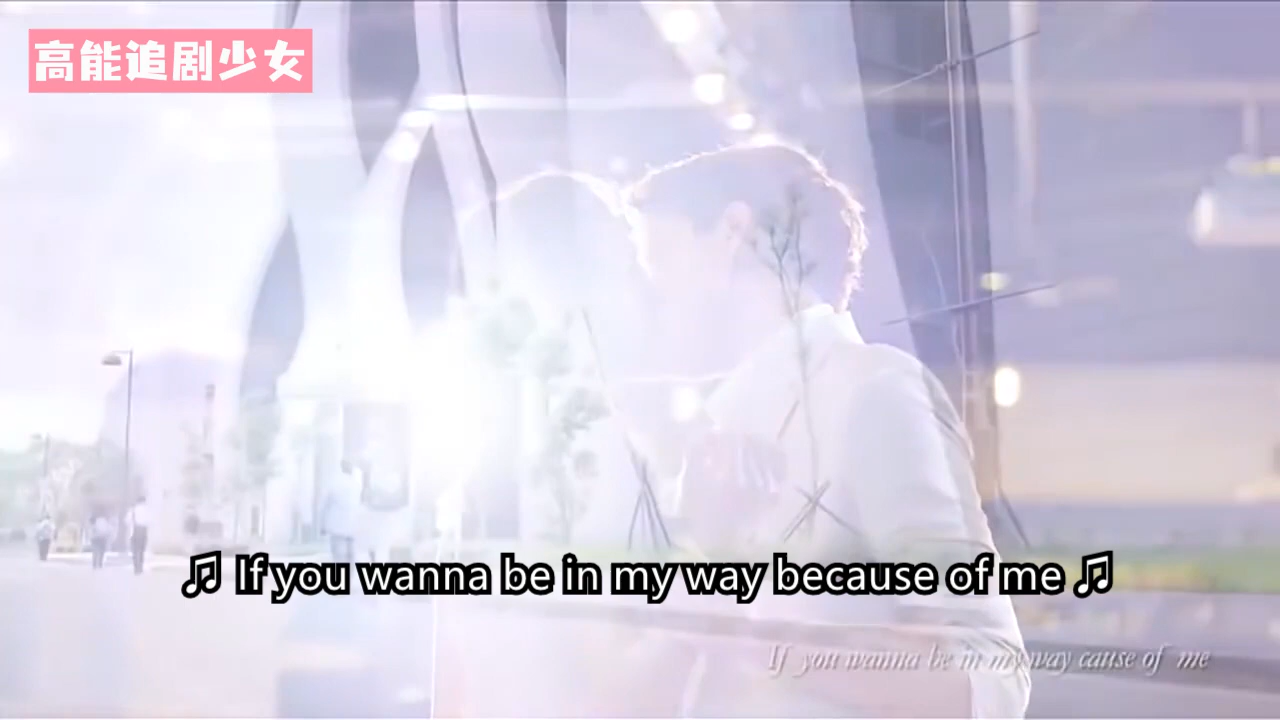 高能追剧少女
♫ If you wanna be in my way because of me ♫
If you wanna be in my way cause of me